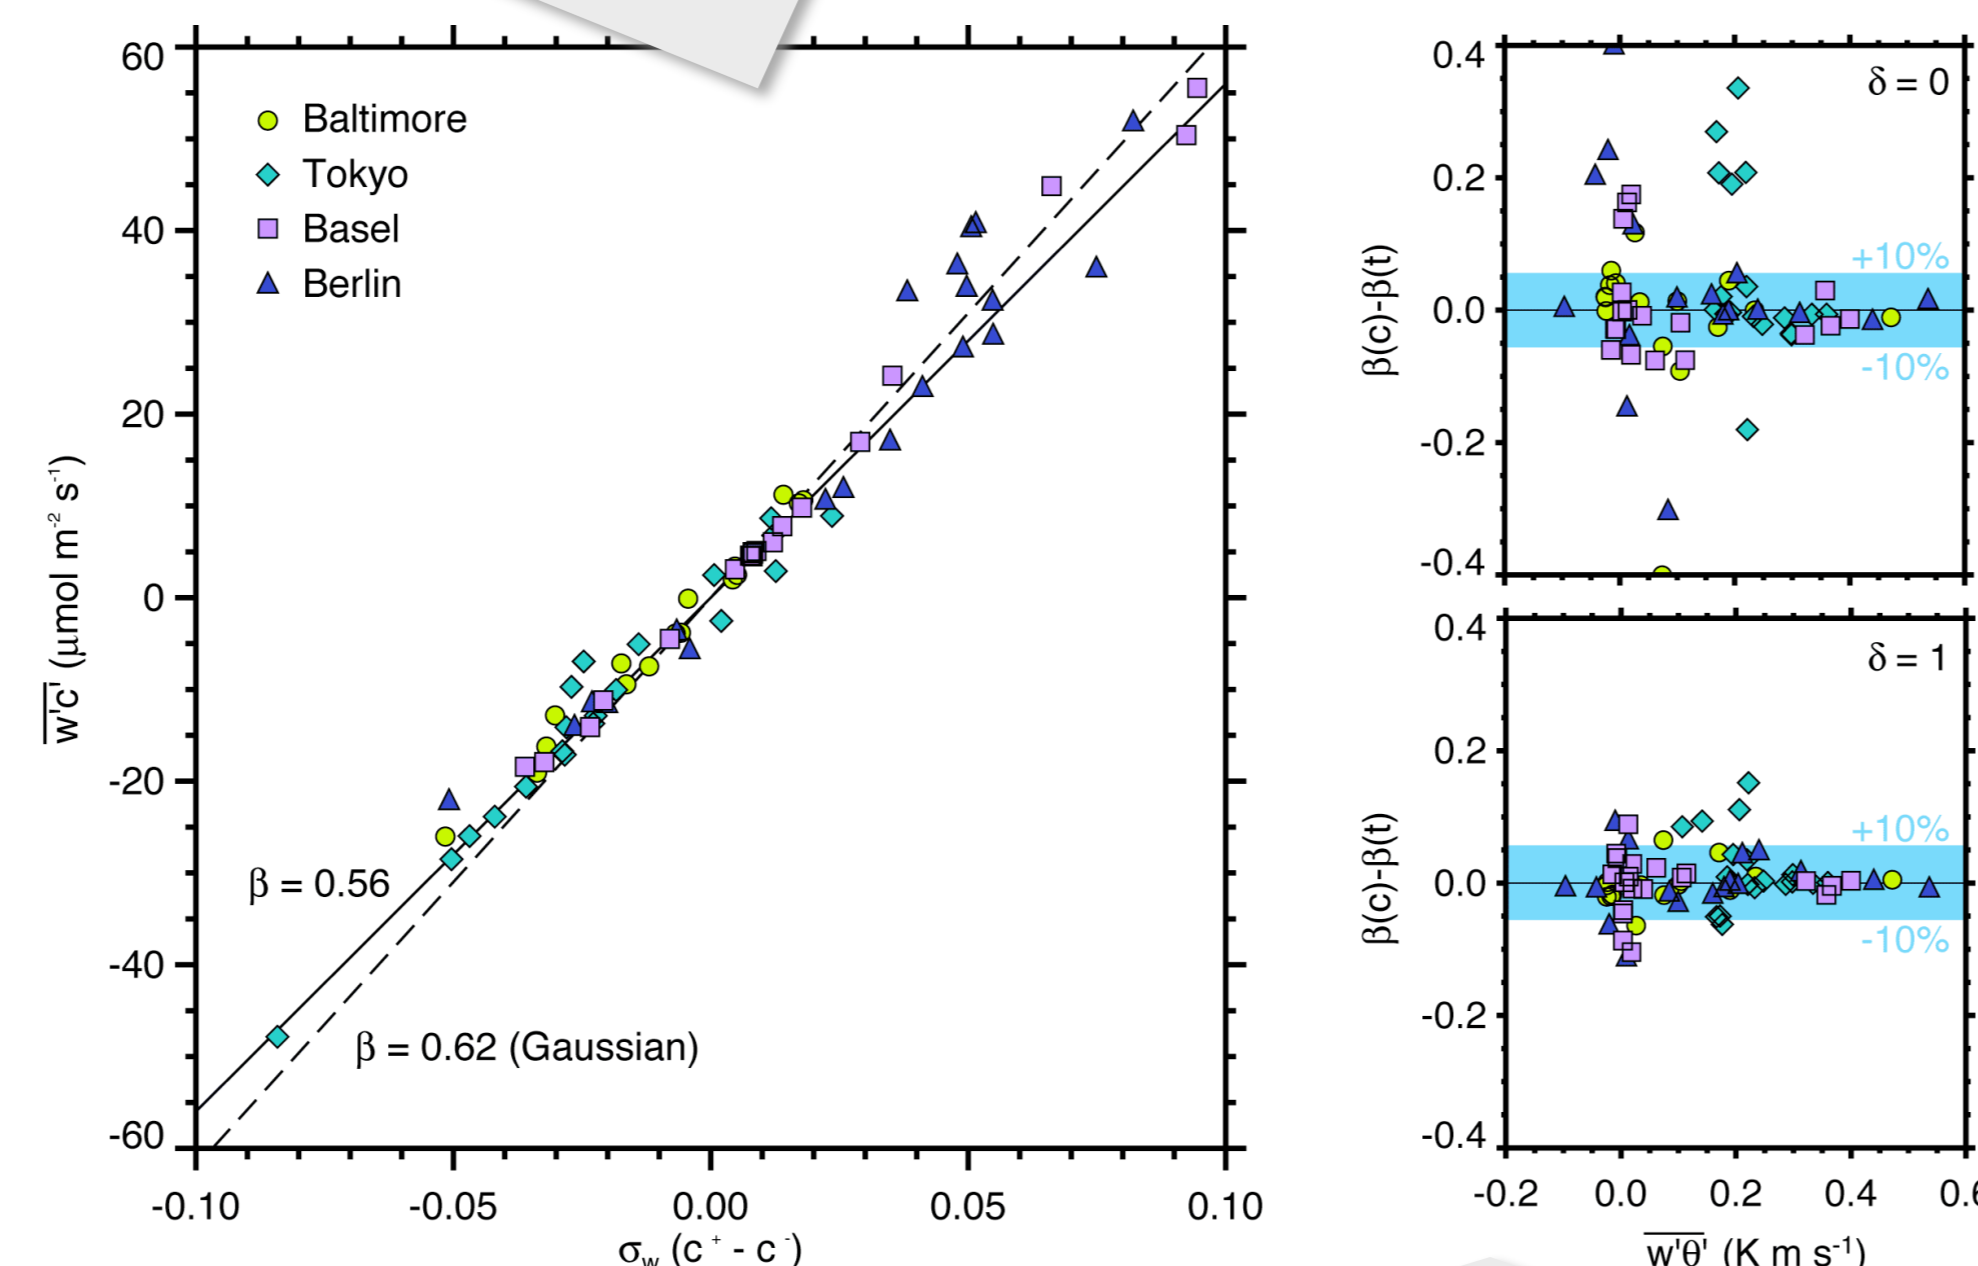 60
40
20
0
-20
-40
-60
w'c' (μmol m⁻² s⁻¹)
Baltimore
Tokyo
Basel
Berlin
β = 0.56
β = 0.62 (Gaussian)
-0.10 -0.05 0.00 0.05 0.10
σw (c⁺ - c⁻)
0.4
0.2
0.0
-0.2
-0.4
β(c)-β(t)
δ = 0
+10%
-10%
0.4
0.2
0.0
-0.2
-0.4
β(c)-β(t)
δ = 1
+10%
-10%
-0.2 0.0 0.2 0.4
w'θ' (K m s⁻¹)